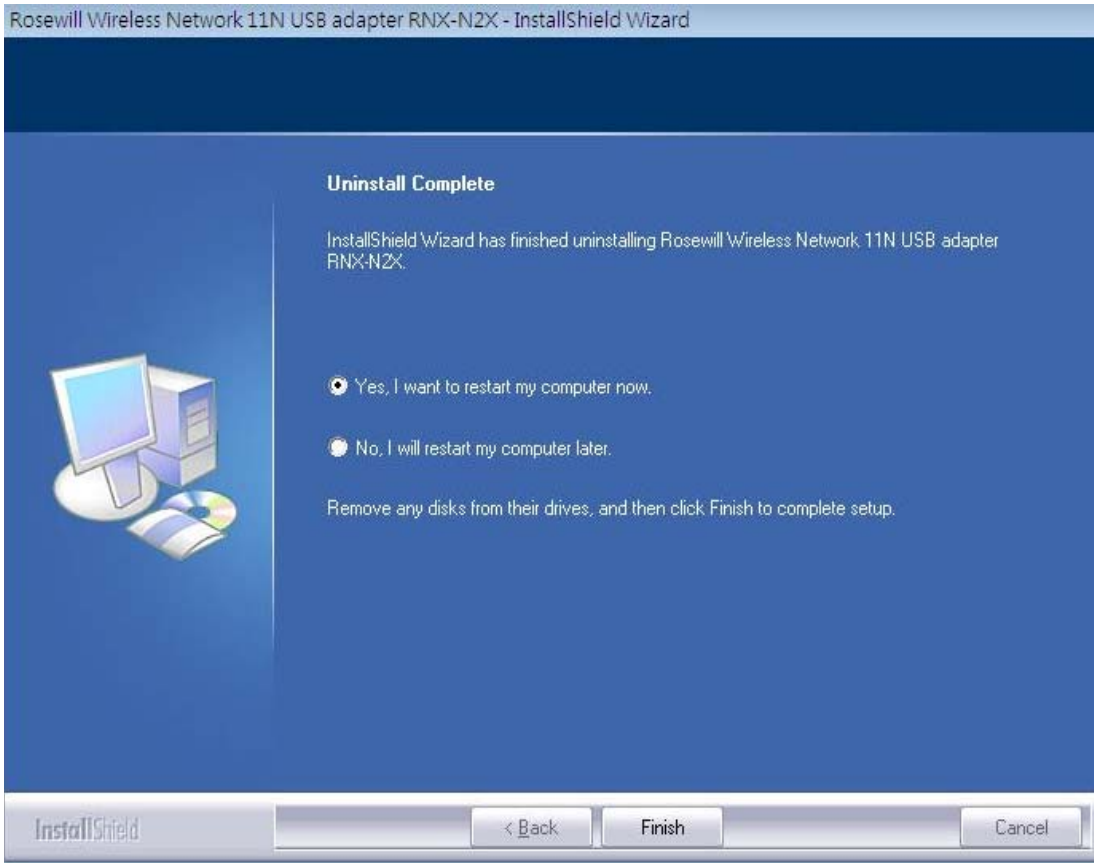 Rosewill Wireless Network 11N USB adapter RNX-N2X - InstallShield Wizard
Uninstall Complete
InstallShield Wizard has finished uninstalling Rosewill Wireless Network 11N USB adapter
RNX-N2X.
Yes, I want to restart my computer now.
No, I will restart my computer later.
Remove any disks from their drives, and then click Finish to complete setup.
InstallShield
< Back
Finish
Cancel